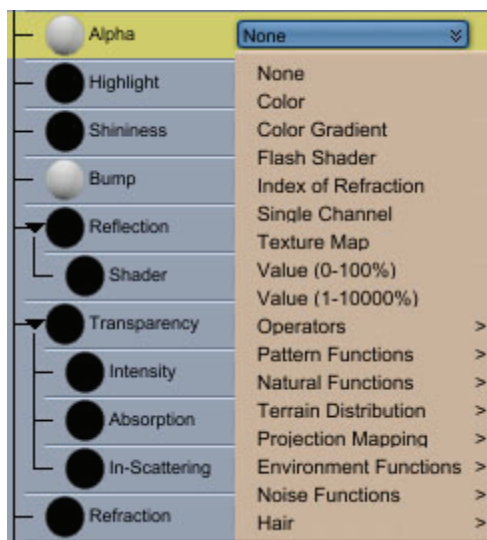 Alpha
Highlight
Shininess
Bump
Reflection
Shader
Transparency
Intensity
Absorption
In-Scattering
Refraction
None
None
Color
Color Gradient
Flash Shader
Index of Refraction
Single Channel
Texture Map
Value (0-100%)
Value (1-10000%)
Operators >
Pattern Functions >
Natural Functions >
Terrain Distribution >
Projection Mapping >
Environment Functions >
Noise Functions >
Hair >